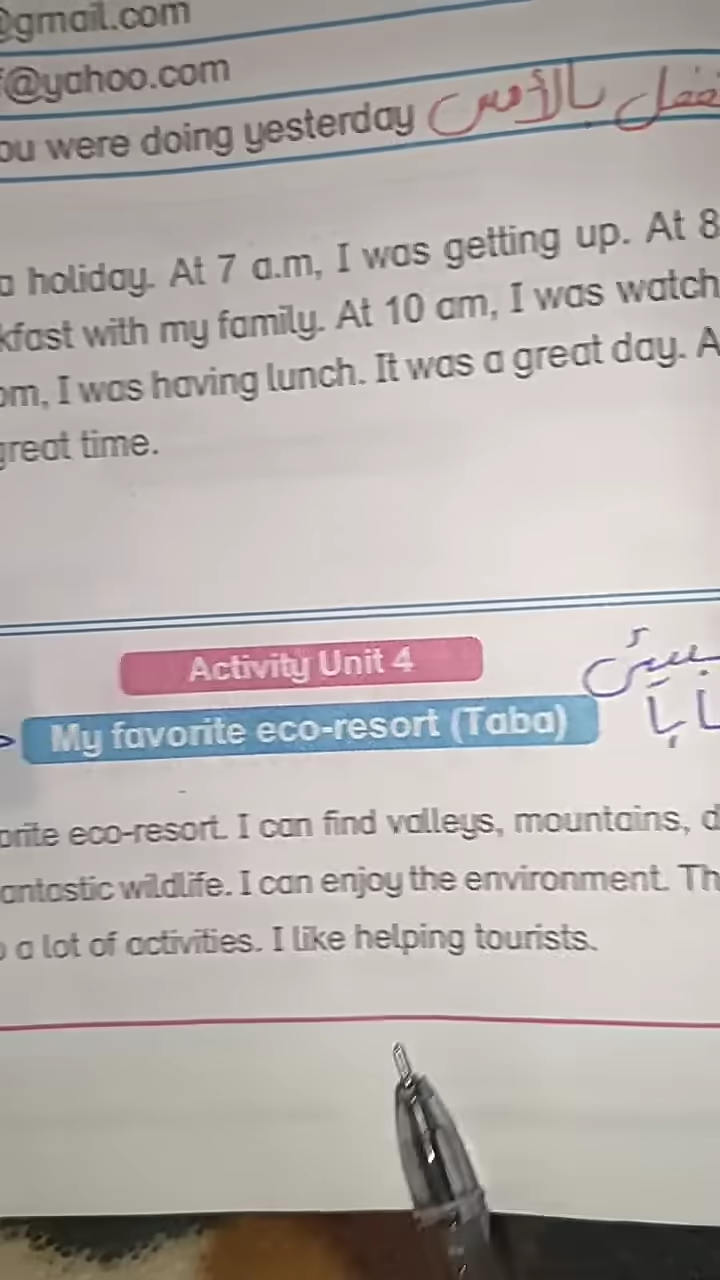 @gmail.com
f@yahoo.com
ou were doing yesterday بالأمس
a holiday. At 7 a.m, I was getting up. At 8
kfast with my family. At 10 am, I was watch
om, I was having lunch. It was a great day. A
great time.
Activity Unit 4
My favorite eco-resort (Taba)
orite eco-resort. I can find valleys, mountains, d
antastic wildlife. I can enjoy the environment. Th
o a lot of activities. I like helping tourists.